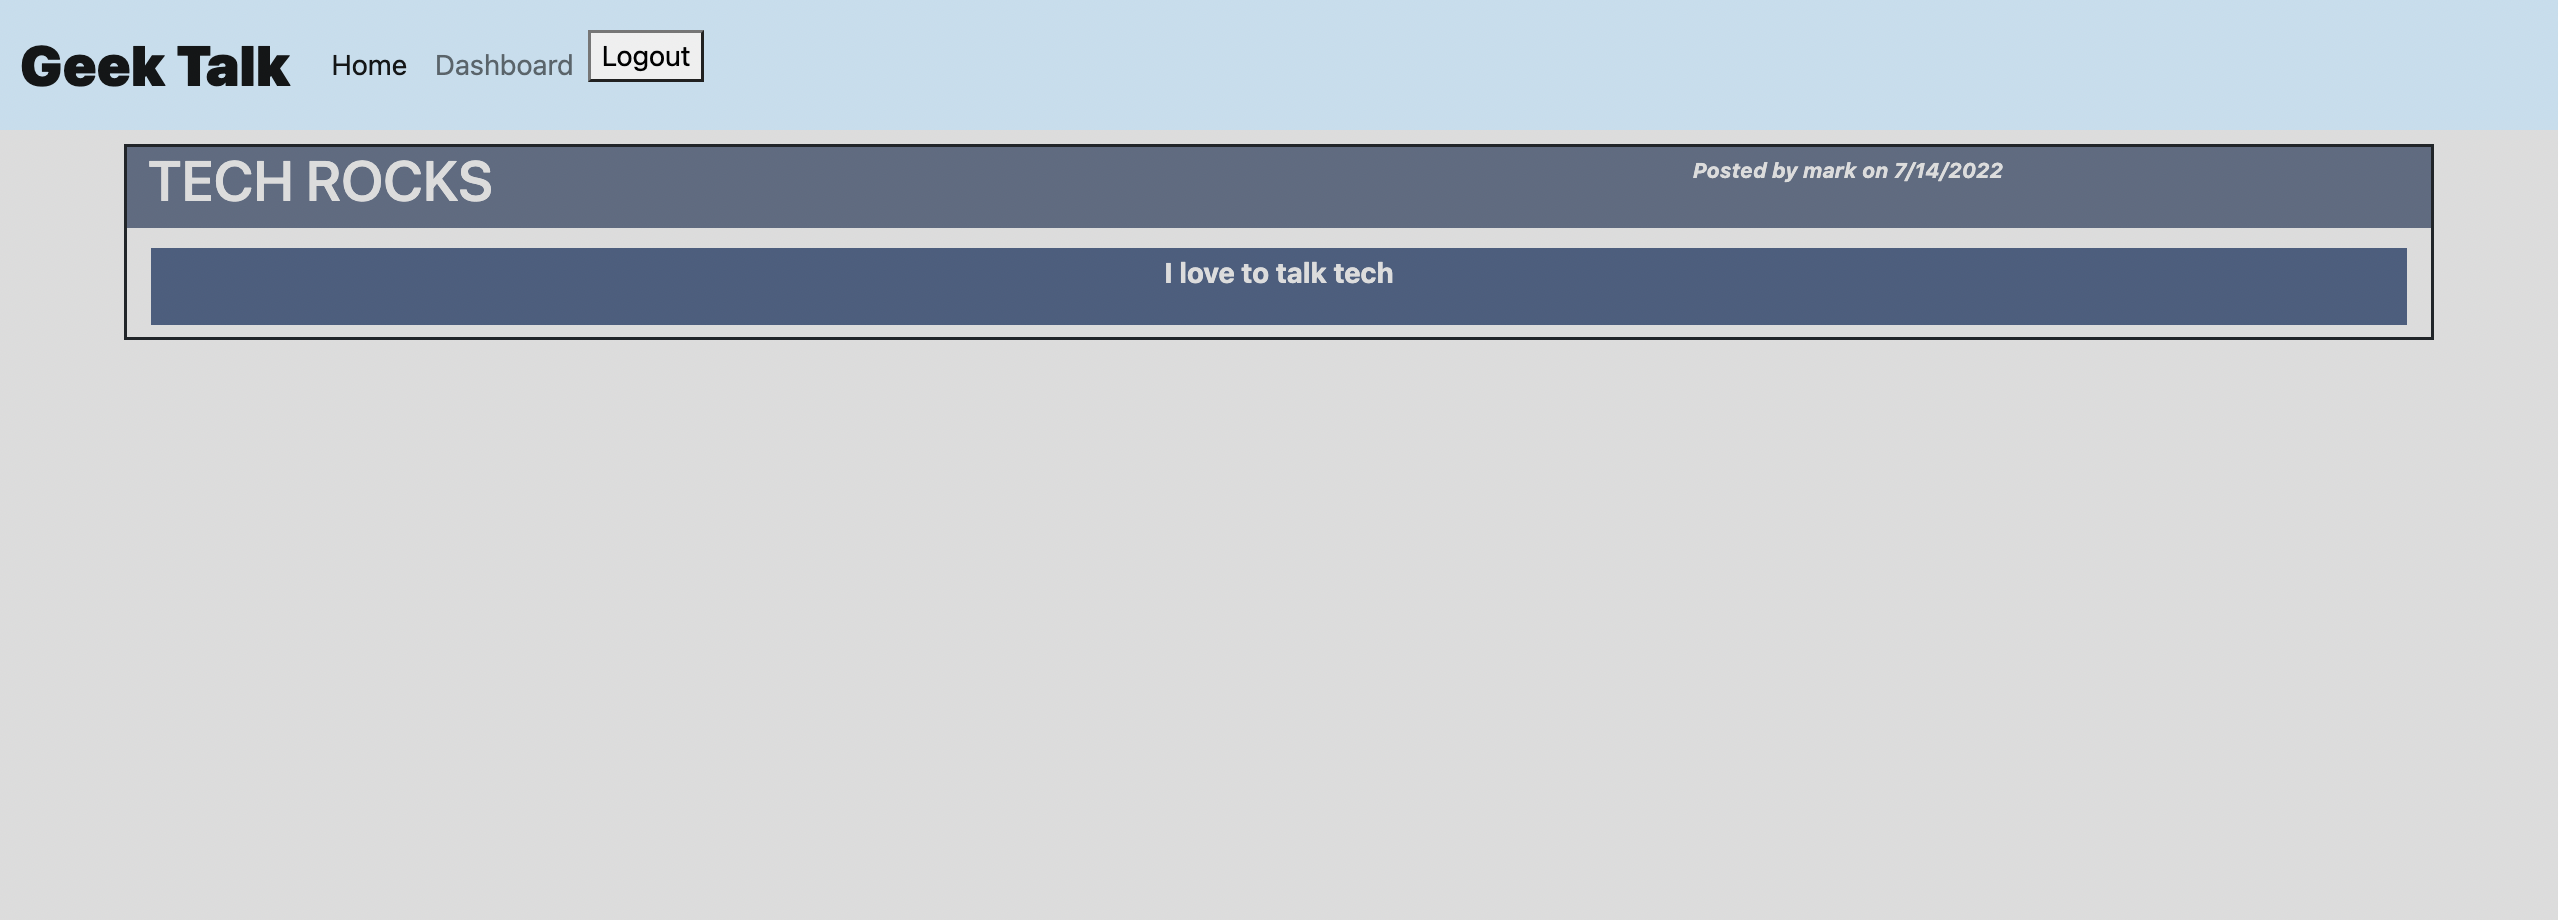 Geek Talk Home Dashboard Logout
TECH ROCKS Posted by mark on 7/14/2022
I love to talk tech